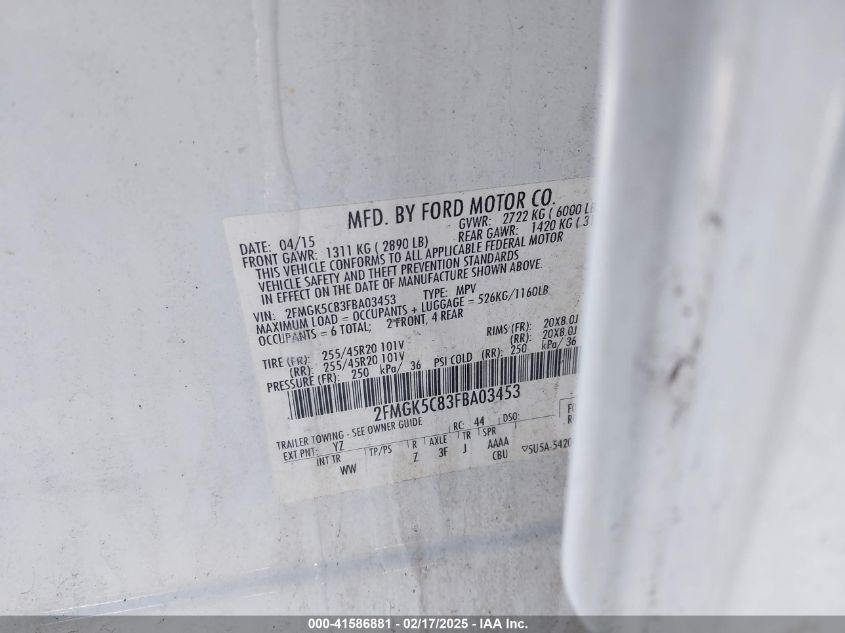 MFD. BY FORD MOTOR CO.
DATE: 04/15 GVWR: 2722 KG ( 6000 LB
FRONT GAWR: 1311 KG ( 2890 LB) REAR GAWR: 1420 KG ( 31
THIS VEHICLE CONFORMS TO ALL APPLICABLE FEDERAL MOTOR
VEHICLE SAFETY AND THEFT PREVENTION STANDARDS
IN EFFECT ON THE DATE OF MANUFACTURE SHOWN ABOVE.
VIN: 2FMGK5C83FBA03453 TYPE: MPV
MAXIMUM LOAD = OCCUPANTS + LUGGAGE = 526KG/1160LB
OCCUPANTS = 6 TOTAL; 2 FRONT, 4 REAR
TIRE (FR): 255/45R20 101V RIMS (FR): 20X8.0J
(RR): 255/45R20 101V (RR): 20X8.0J
PRESSURE (FR): 250 kPa/ 36 PSI COLD (RR): 250 kPa/ 36
2FMGK5C83FBA03453
TRAILER TOWING - SEE OWNER GUIDE RC: 44 DSO:
EXT PNT: YZ
INT TR TP/PS R AXLE TR SPR
WW Z 3F J AAAA
CBU
5U5A-5420
000-41586881 - 02/17/2025 - IAAI Inc.